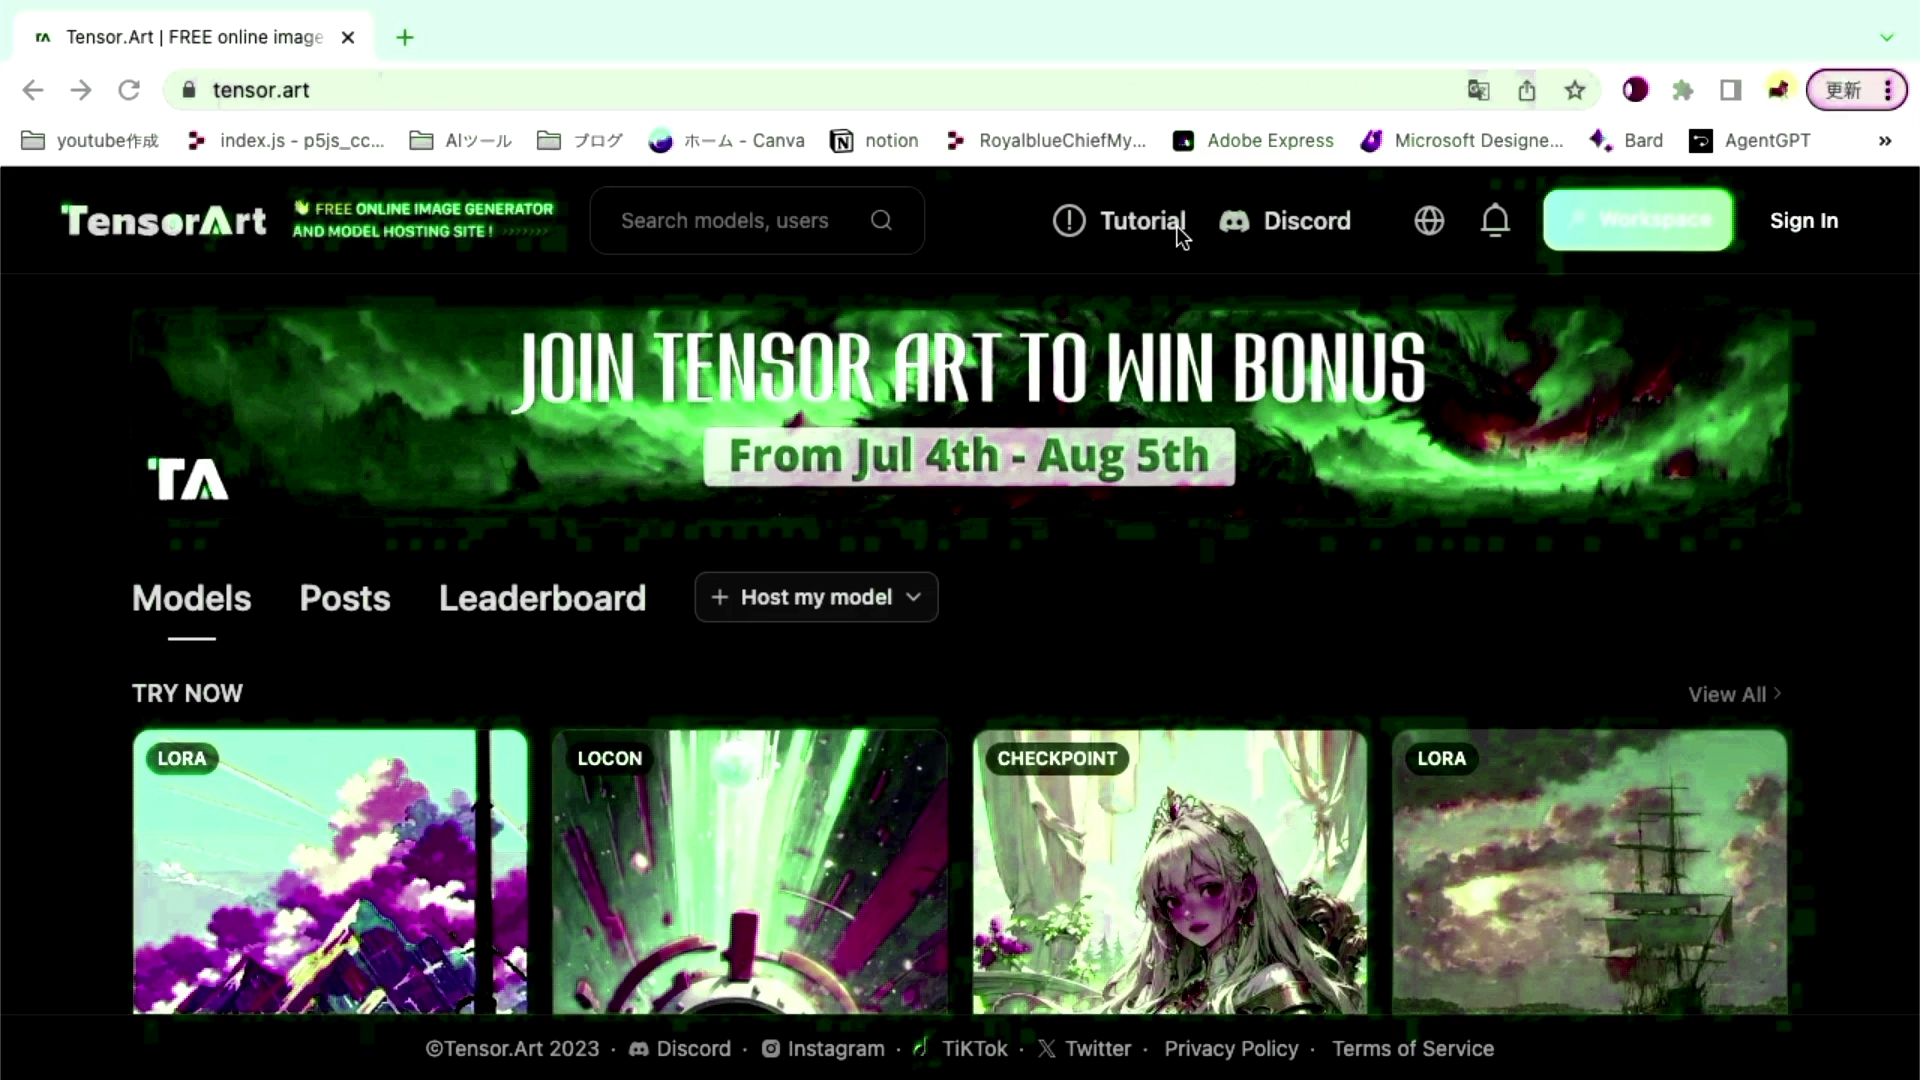 Tensor.Art | FREE online image
tensor.art
更新
youtube作成
index.js - p5js_cc...
AIツール
ブログ
ホーム - Canva
notion
RoyalblueChiefMy...
Adobe Express
Microsoft Designe...
Bard
AgentGPT
TensorArt
FREE ONLINE IMAGE GENERATOR
AND MODEL HOSTING SITE !
Search models, users
Tutorial
Discord
Workspace
Sign In
JOIN TENSOR ART TO WIN BONUS
From Jul 4th - Aug 5th
TA
Models
Posts
Leaderboard
+ Host my model
TRY NOW
View All >
LORA
LOCON
CHECKPOINT
LORA
©Tensor.Art 2023 · Discord · Instagram · TiKTok · Twitter · Privacy Policy · Terms of Service